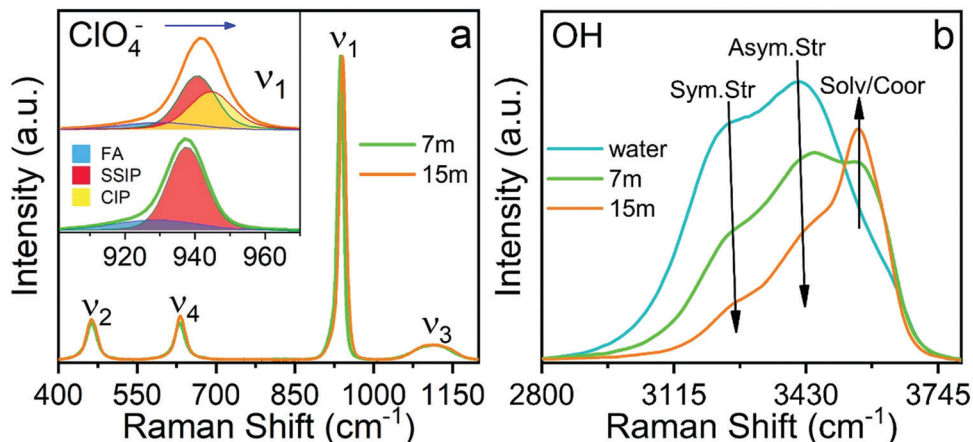 ClO₄⁻
ν₁
FA
SSIP
CIP
920 940 960
a
ν₁
7m
15m
ν₂
ν₄
ν₃
Intensity (a.u.)
400 550 700 850 1000 1150
Raman Shift (cm⁻¹)
OH
b
Asym.Str
Sym.Str
Solv/Coor
water
7m
15m
Intensity (a.u.)
2800 3115 3430 3745
Raman Shift (cm⁻¹)